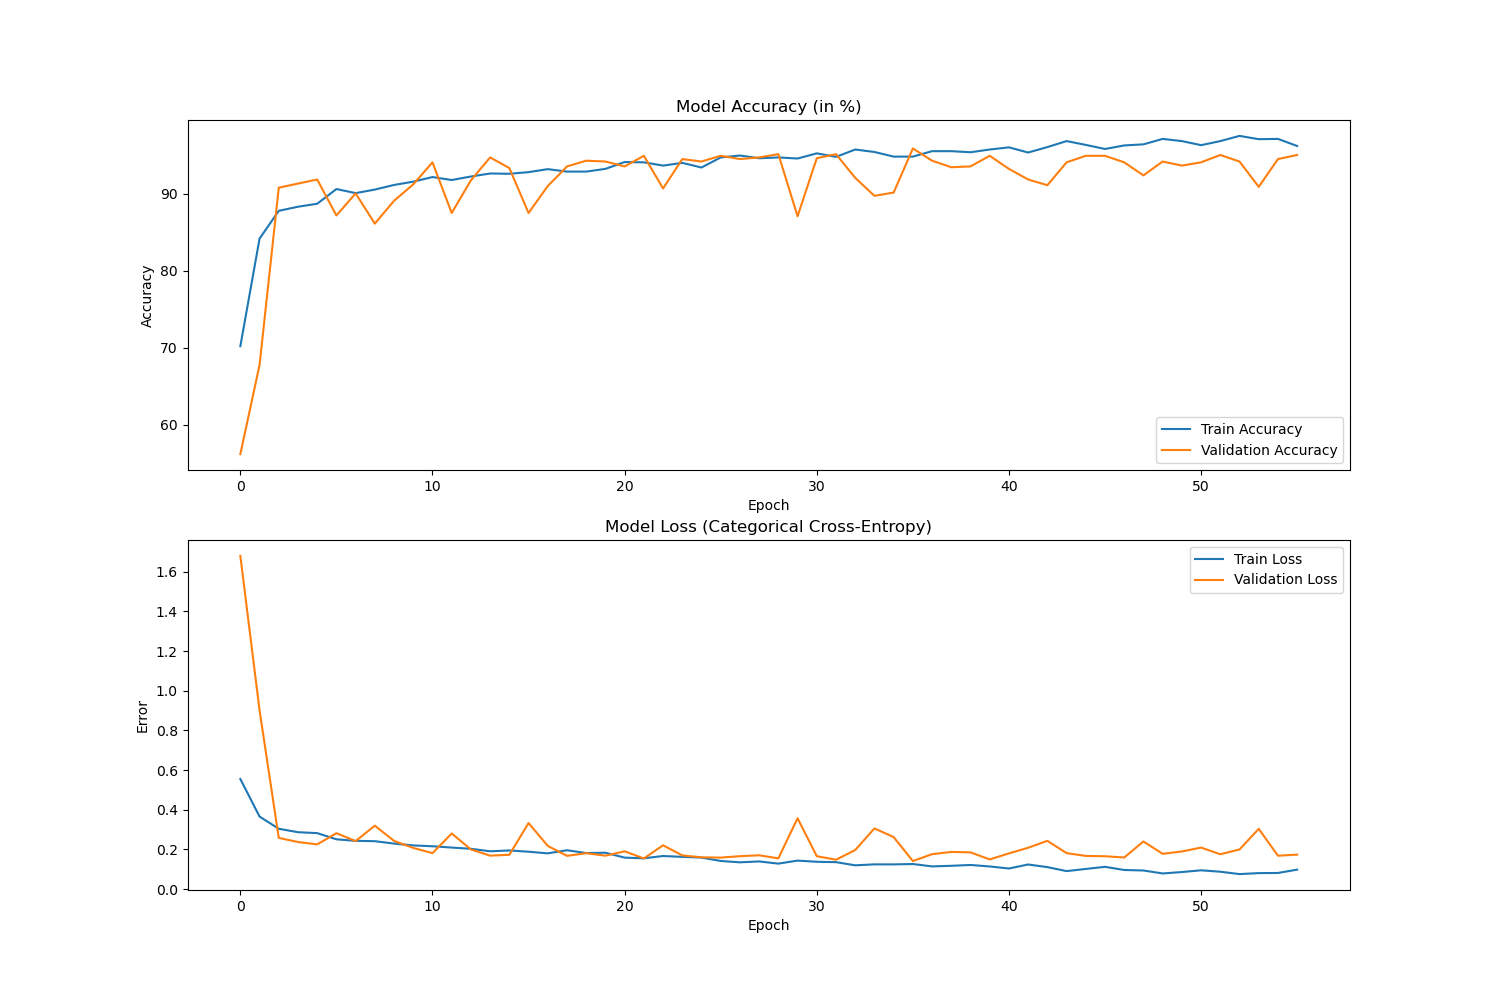 Model Accuracy (in %)
Accuracy
90
80
70
60
Train Accuracy
Validation Accuracy
0 10 20 30 40 50
Epoch
Model Loss (Categorical Cross-Entropy)
Error
1.6
1.4
1.2
1.0
0.8
0.6
0.4
0.2
0.0
Train Loss
Validation Loss
0 10 20 30 40 50
Epoch